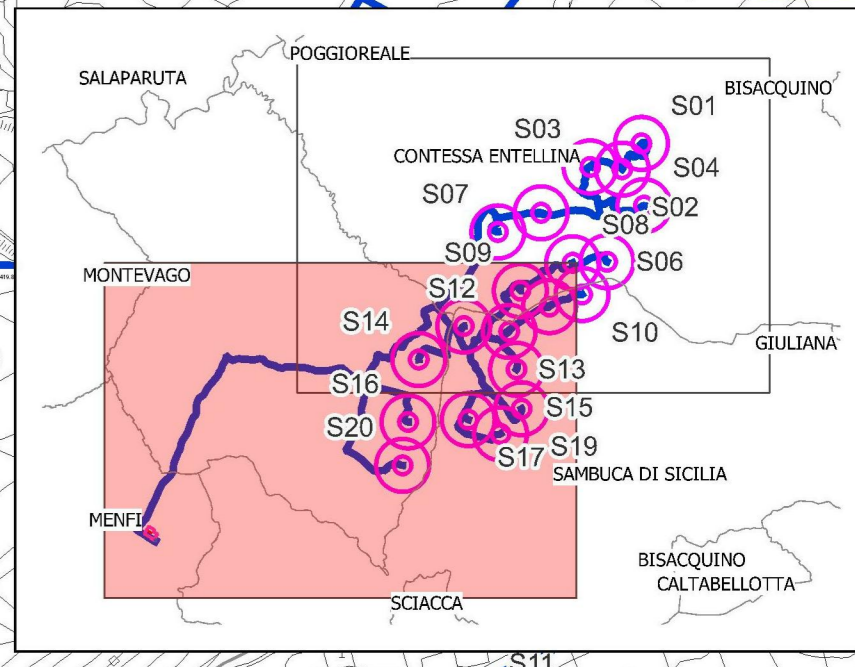 POGGIOREALE
SALAPARUTA
BISACQUINO
S01
S03
CONTESSA ENTELLINA
S04
S07
S02
S08
S09
S06
MONTEVAGO
S12
S14
S10
GIULIANA
S13
S16
S15
S20
S19
S17
SAMBUCA DI SICILIA
MENFI
BISACQUINO
CALTABELLOTTA
SCIACCA
S11